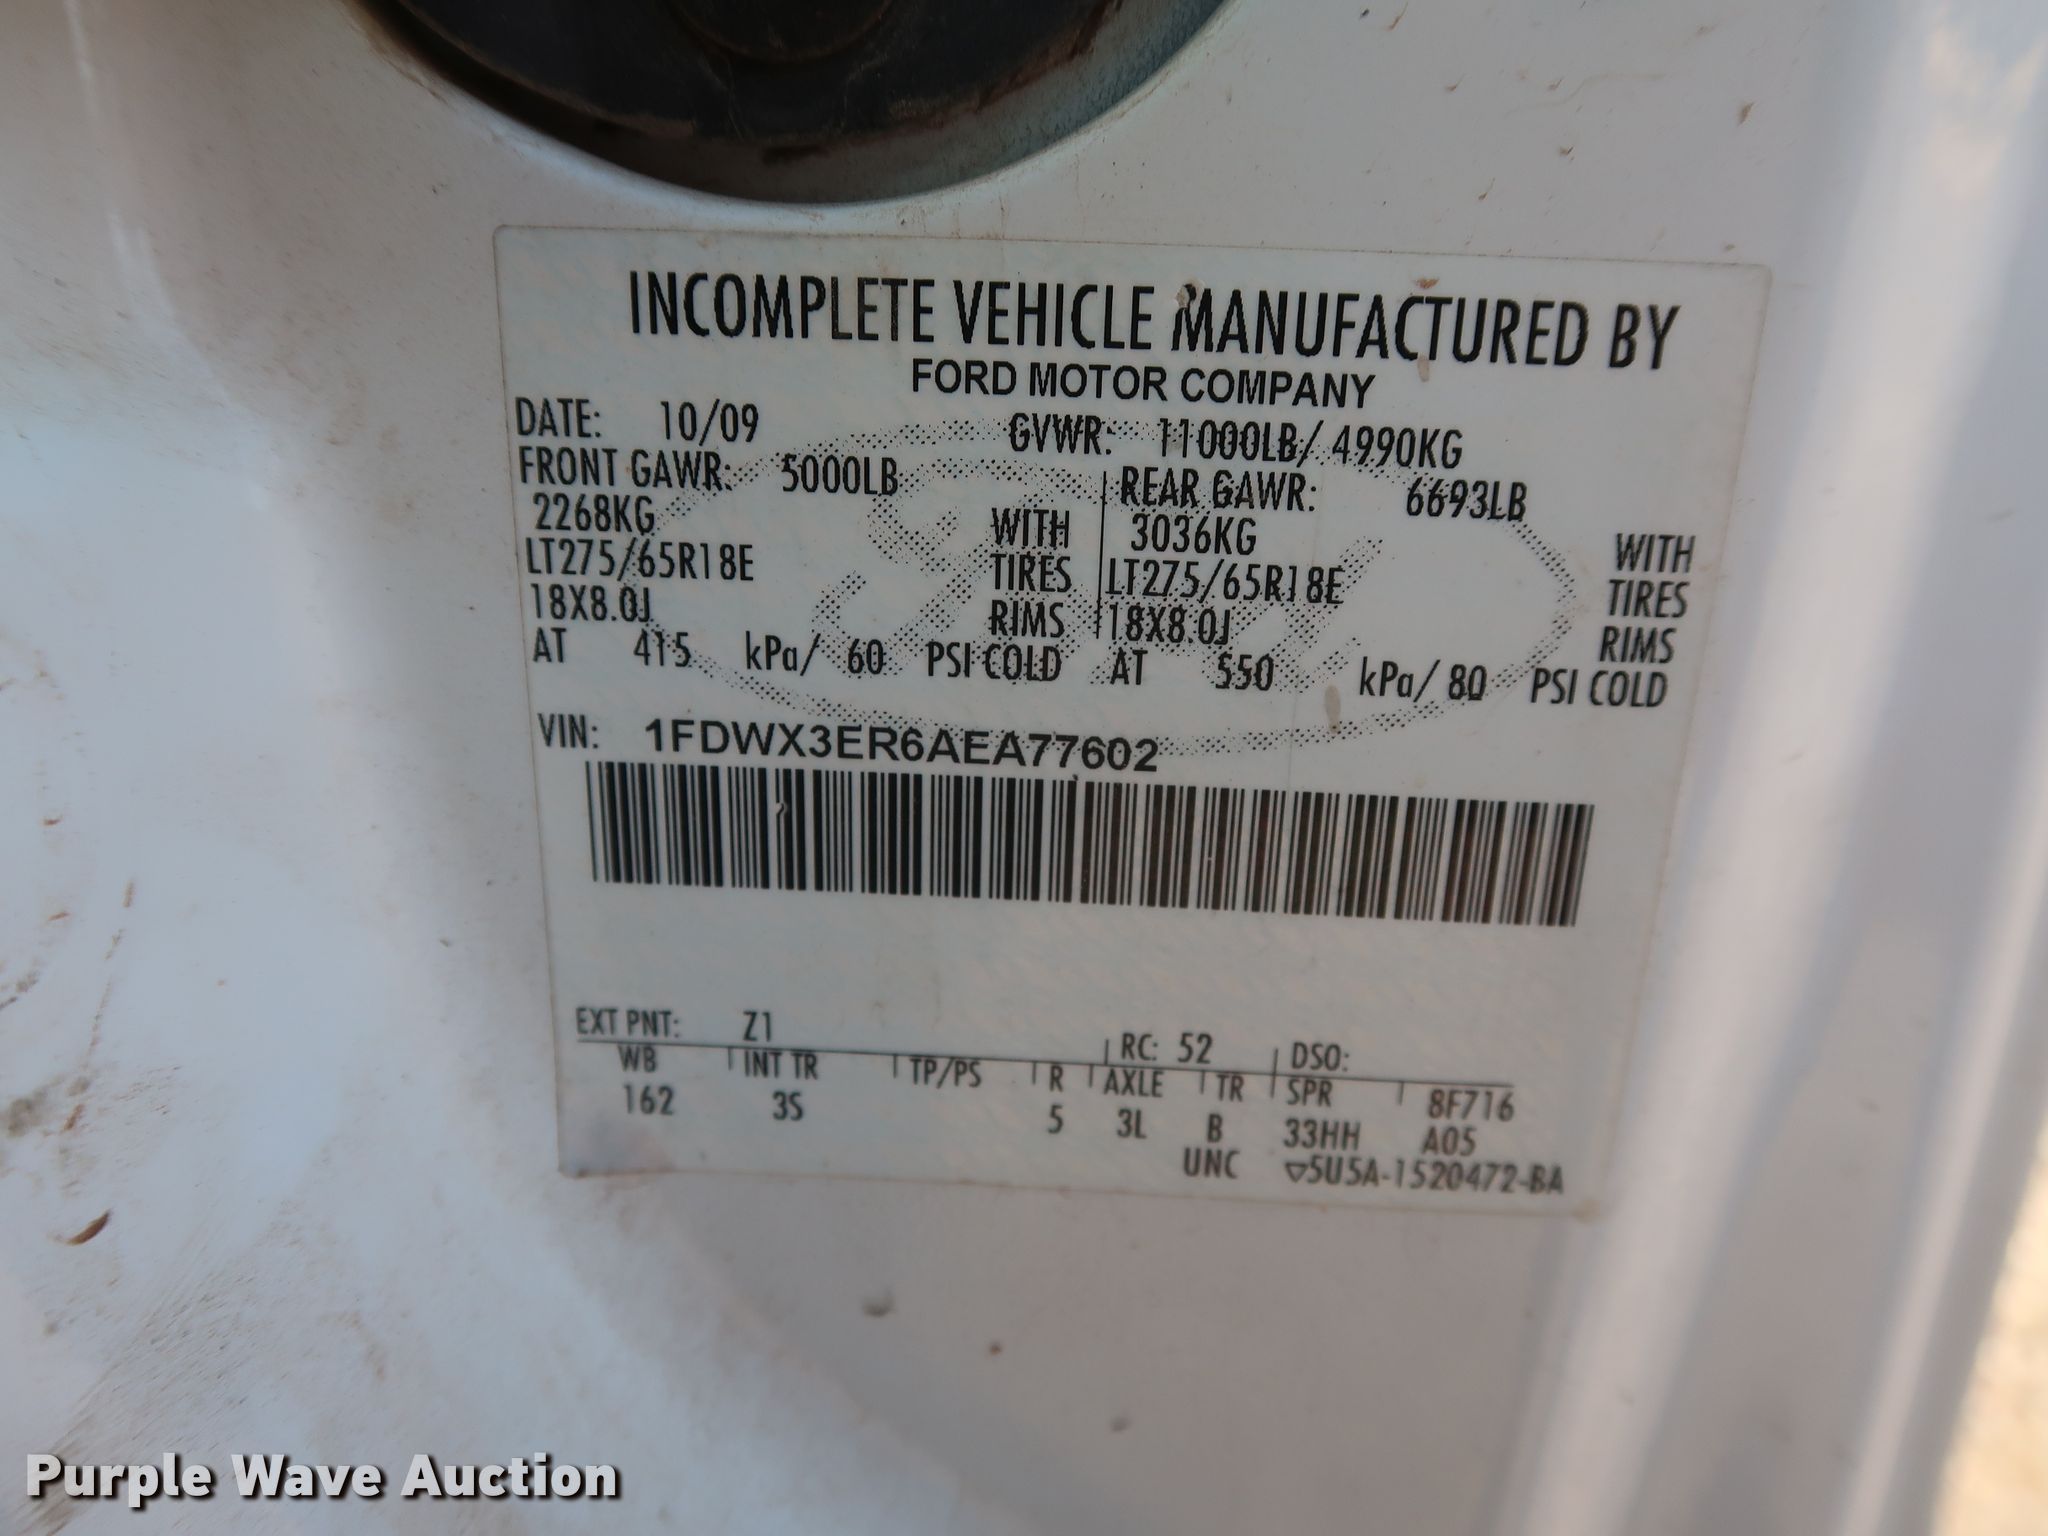 INCOMPLETE VEHICLE MANUFACTURED BY
FORD MOTOR COMPANY
DATE: 10/09 GVWR: 11000LB/ 4990KG
FRONT GAWR: 5000LB REAR GAWR: 6693LB
2268KG WITH 3036KG WITH
LT275/65R18E TIRES LT275/65R18E TIRES
18X8.0J RIMS 18X8.0J RIMS
AT 415 kPa/ 60 PSI COLD AT 550 kPa/ 80 PSI COLD
VIN: 1FDWX3ER6AEA77602
EXT PNT: Z1 RC: 52 DSO:
WB INT TR TP/PS R AXLE TR SPR 8F716
162 3S 5 3L B 33HH A05
UNC ▽5U5A-1520472-BA
Purple Wave Auction